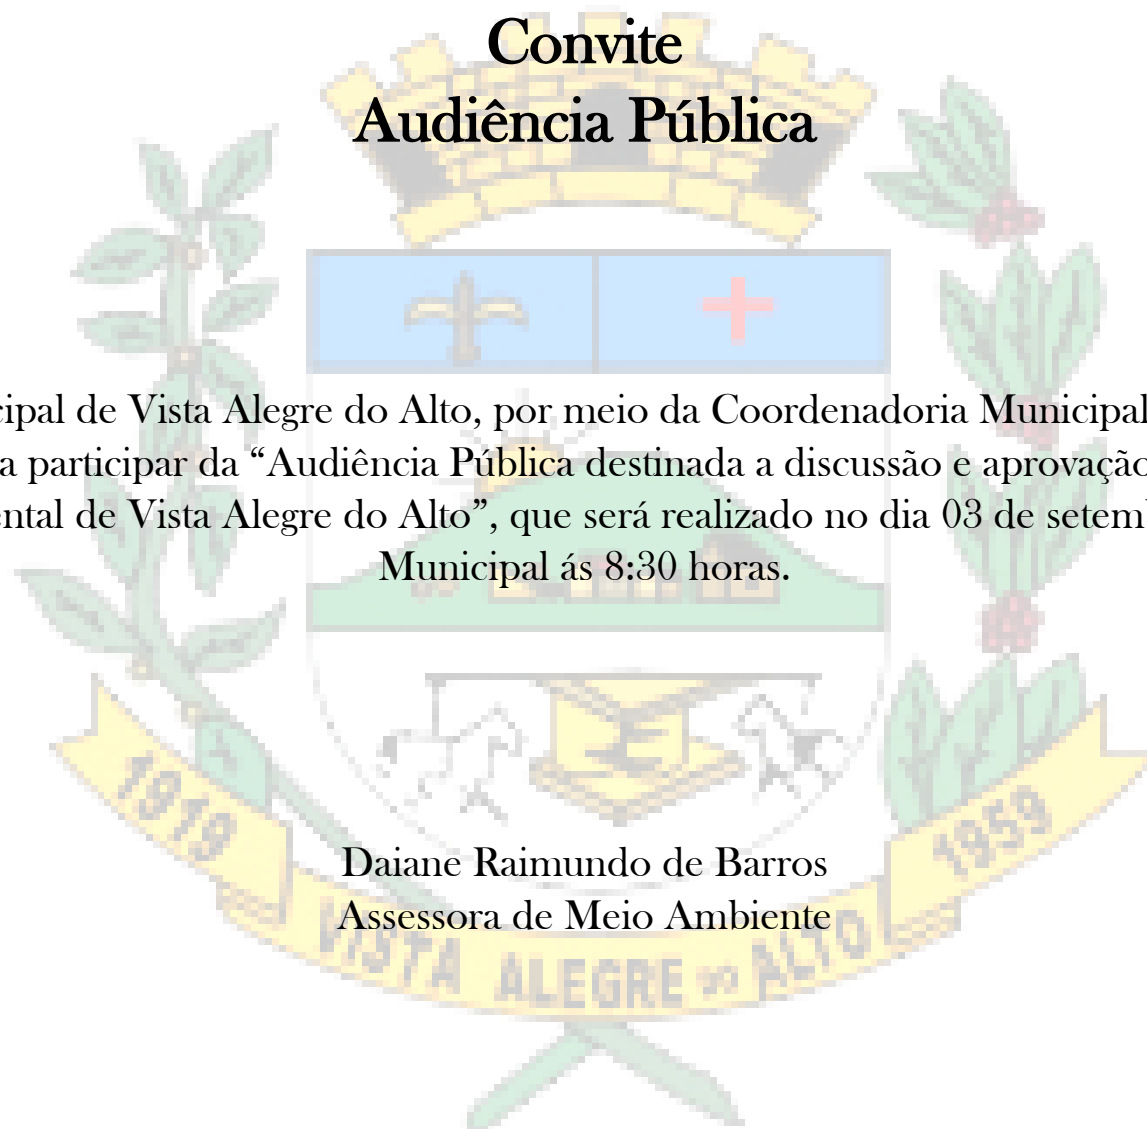 Convite
Audiência Pública
cipal de Vista Alegre do Alto, por meio da Coordenadoria Municipal
a participar da “Audiência Pública destinada a discussão e aprovação
ental de Vista Alegre do Alto”, que será realizado no dia 03 de setem
Municipal ás 8:30 horas.
1919
1959
Daiane Raimundo de Barros
Assessora de Meio Ambiente
VISTA ALEGRE DO ALTO